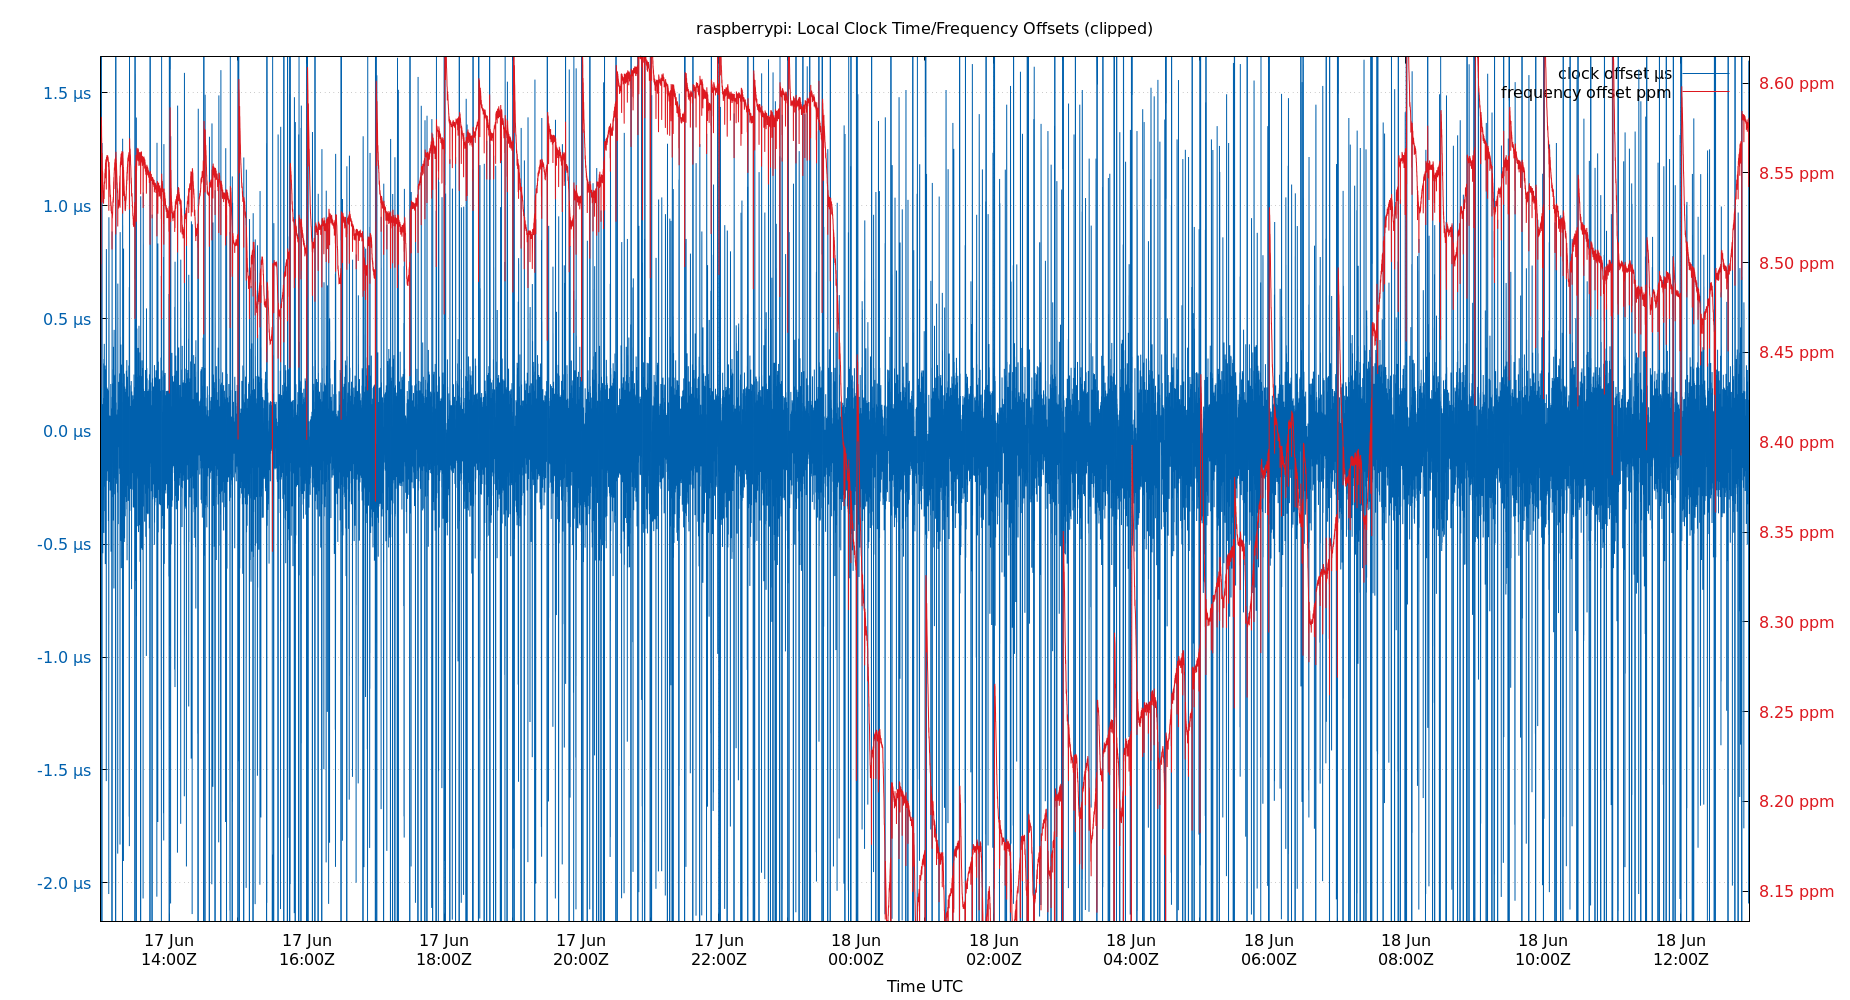 raspberrypi: Local Clock Time/Frequency Offsets (clipped)
clock offset μs
frequency offset ppm
1.5 μs
1.0 μs
0.5 μs
0.0 μs
-0.5 μs
-1.0 μs
-1.5 μs
-2.0 μs
8.60 ppm
8.55 ppm
8.50 ppm
8.45 ppm
8.40 ppm
8.35 ppm
8.30 ppm
8.25 ppm
8.20 ppm
8.15 ppm
17 Jun
14:00Z
17 Jun
16:00Z
17 Jun
18:00Z
17 Jun
20:00Z
17 Jun
22:00Z
18 Jun
00:00Z
18 Jun
02:00Z
18 Jun
04:00Z
18 Jun
06:00Z
18 Jun
08:00Z
18 Jun
10:00Z
18 Jun
12:00Z
Time UTC